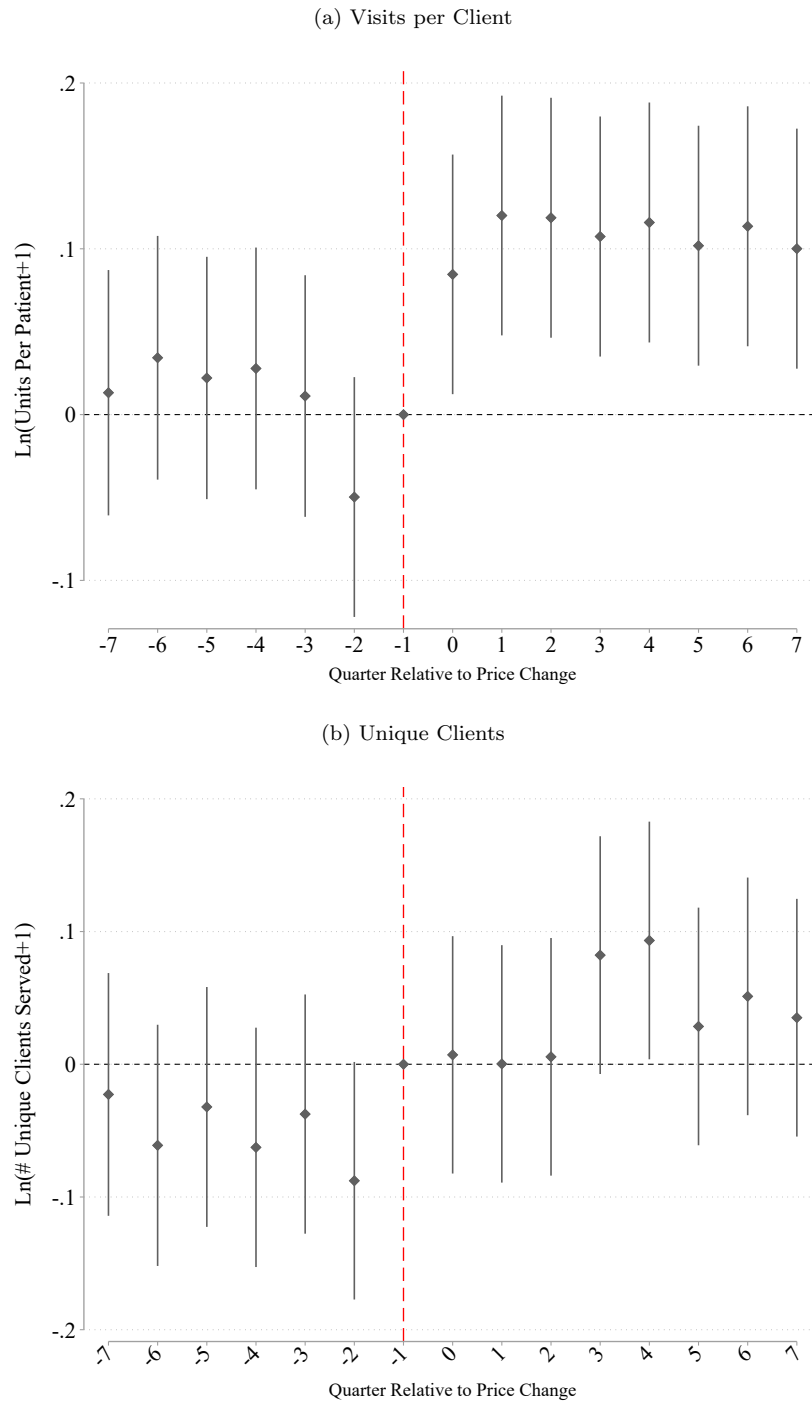 (a) Visits per Client
Ln(Units Per Patient+1)
.2
.1
0
-.1
-7 -6 -5 -4 -3 -2 -1 0 1 2 3 4 5 6 7
Quarter Relative to Price Change
(b) Unique Clients
Ln(# Unique Clients Served+1)
.2
.1
0
-.1
-.2
-7 -6 -5 -4 -3 -2 -1 0 1 2 3 4 5 6 7
Quarter Relative to Price Change